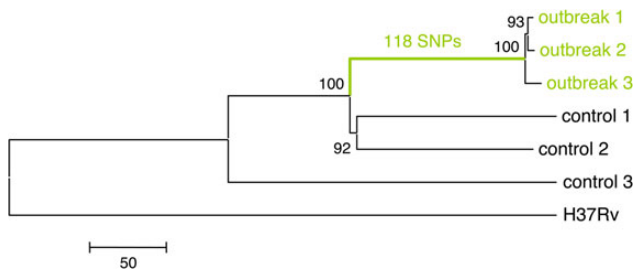 93 outbreak 1
118 SNPs
100 outbreak 2
100 outbreak 3
control 1
92 control 2
control 3
H37Rv
50